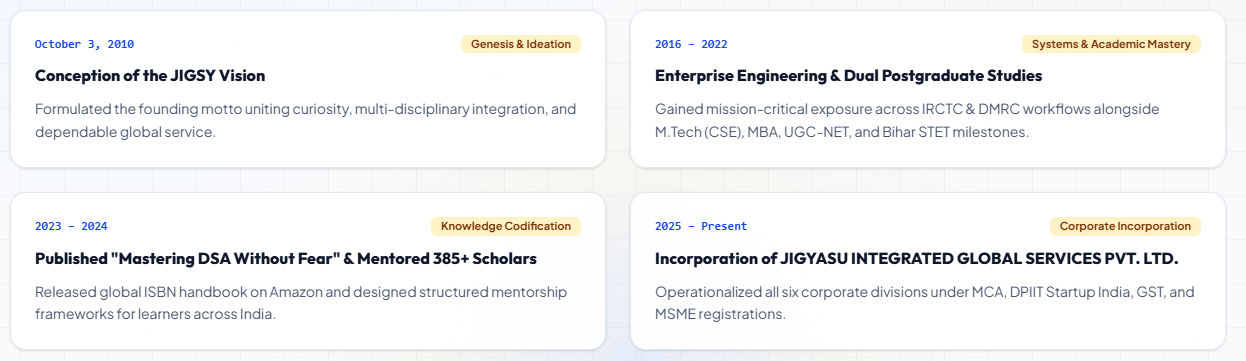 October 3, 2010
Genesis & Ideation
Conception of the JIGSY Vision
Formulated the founding motto uniting curiosity, multi-disciplinary integration, and
dependable global service.
2016 – 2022
Systems & Academic Mastery
Enterprise Engineering & Dual Postgraduate Studies
Gained mission-critical exposure across IRCTC & DMRC workflows alongside
M.Tech (CSE), MBA, UGC-NET, and Bihar STET milestones.
2023 – 2024
Knowledge Codification
Published "Mastering DSA Without Fear" & Mentored 385+ Scholars
Released global ISBN handbook on Amazon and designed structured mentorship
frameworks for learners across India.
2025 – Present
Corporate Incorporation
Incorporation of JIGYASU INTEGRATED GLOBAL SERVICES PVT. LTD.
Operationalized all six corporate divisions under MCA, DPIIT Startup India, GST, and
MSME registrations.